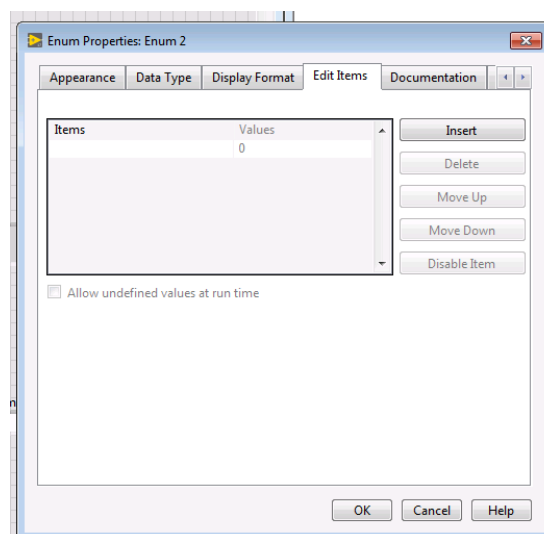 Enum Properties: Enum 2
Appearance Data Type Display Format Edit Items Documentation
Items Values Insert
0
Delete
Move Up
Move Down
Disable Item
Allow undefined values at run time
OK Cancel Help